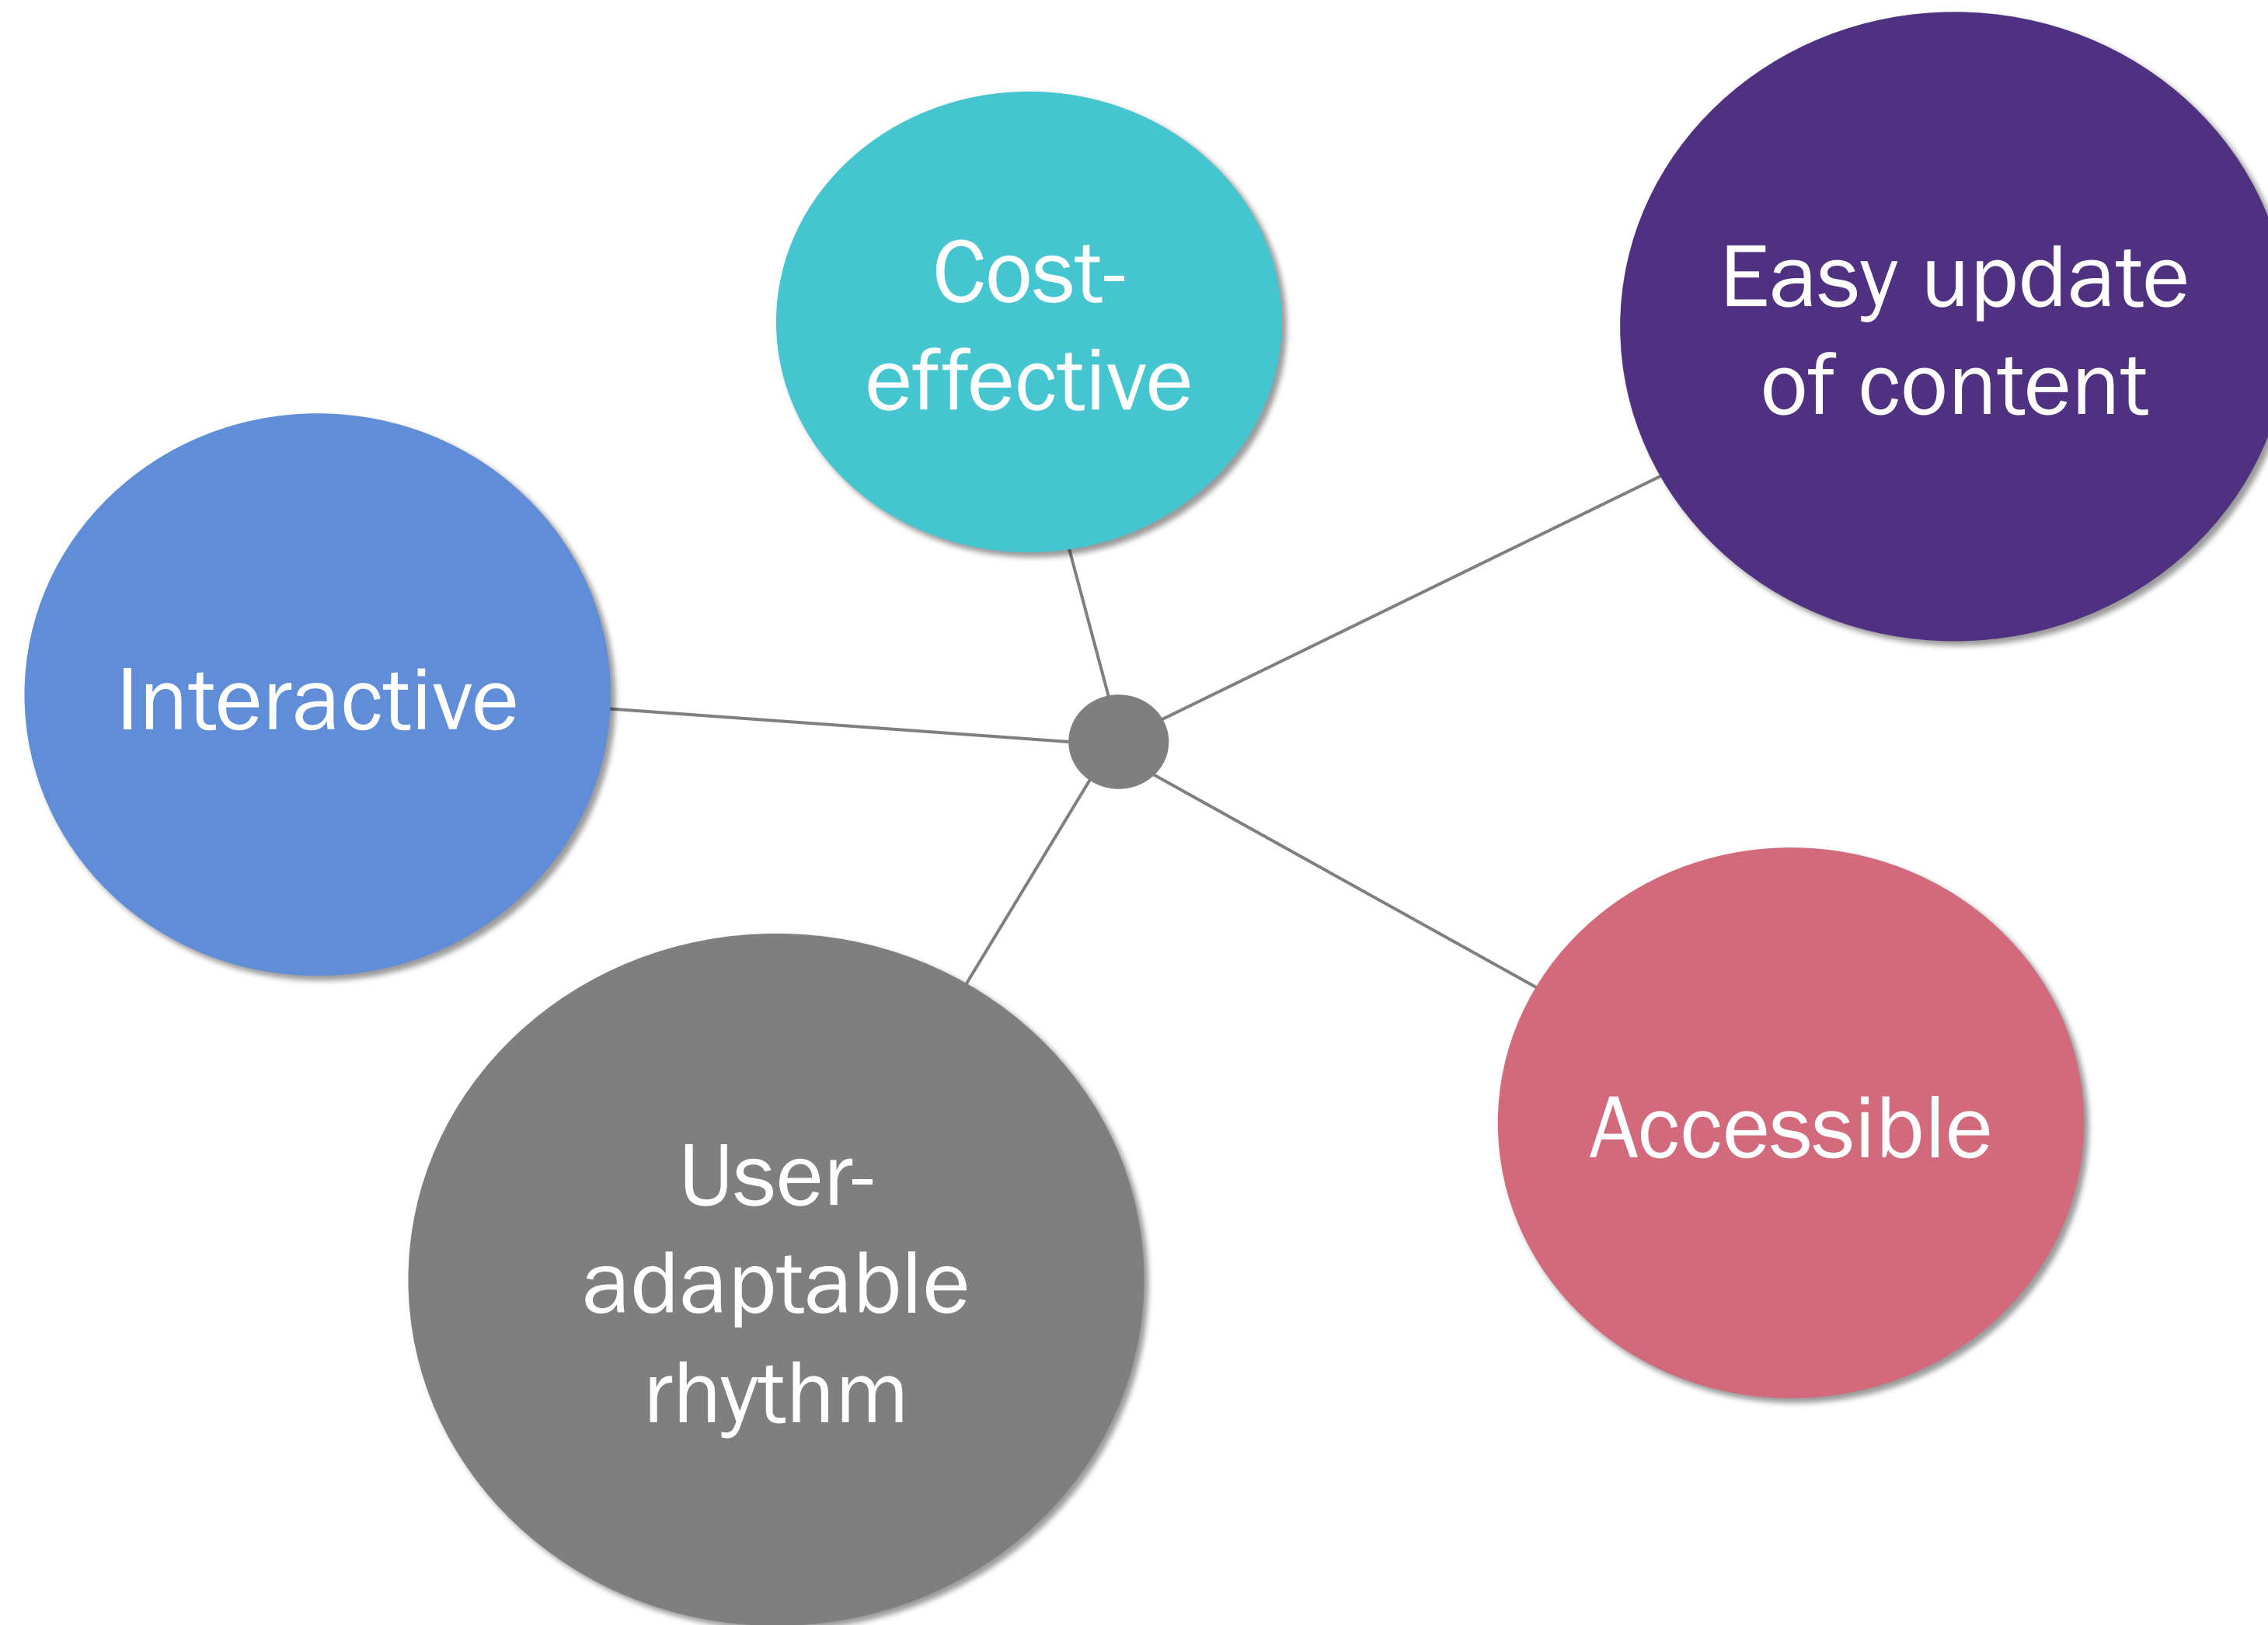 Cost-
effective
Easy update
of content
Interactive
Accessible
User-
adaptable
rhythm